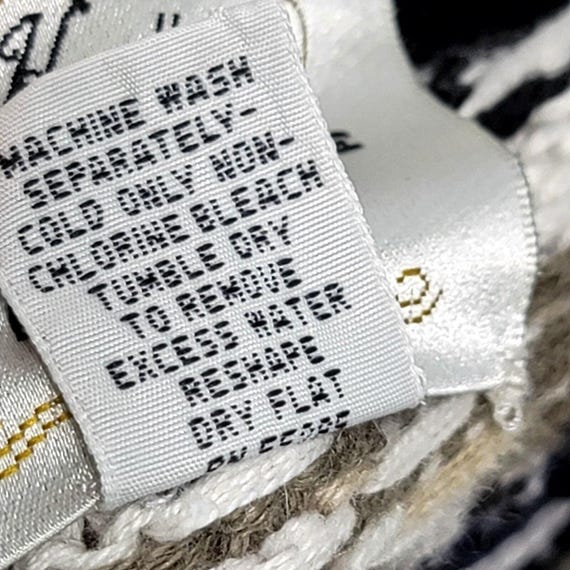 MACHINE WASH
SEPARATELY-
COLD ONLY NON-
CHLORINE BLEACH
TUMBLE DRY
TO REMOVE
EXCESS WATER
RESHAPE
DRY FLAT